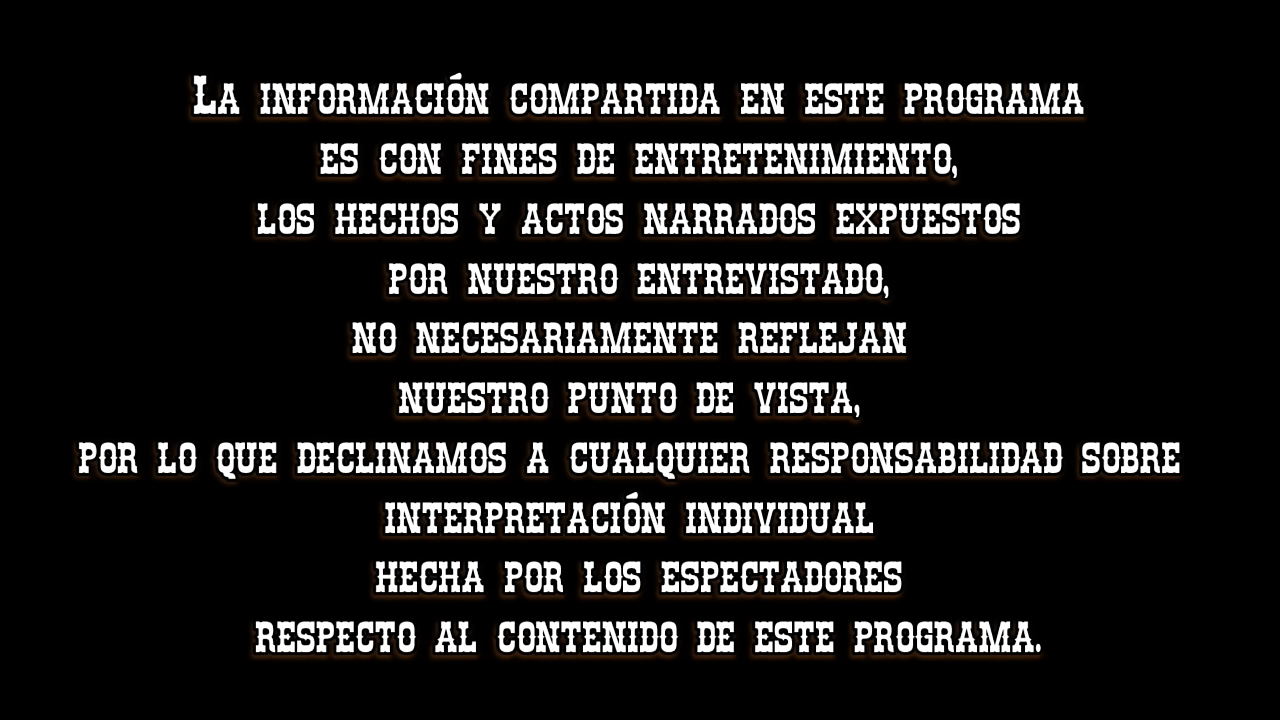 La información compartida en este programa
es con fines de entretenimiento,
los hechos y actos narrados expuestos
por nuestro entrevistado,
no necesariamente reflejan
nuestro punto de vista,
por lo que declinamos a cualquier responsabilidad sobre
interpretación individual
hecha por los espectadores
respecto al contenido de este programa.